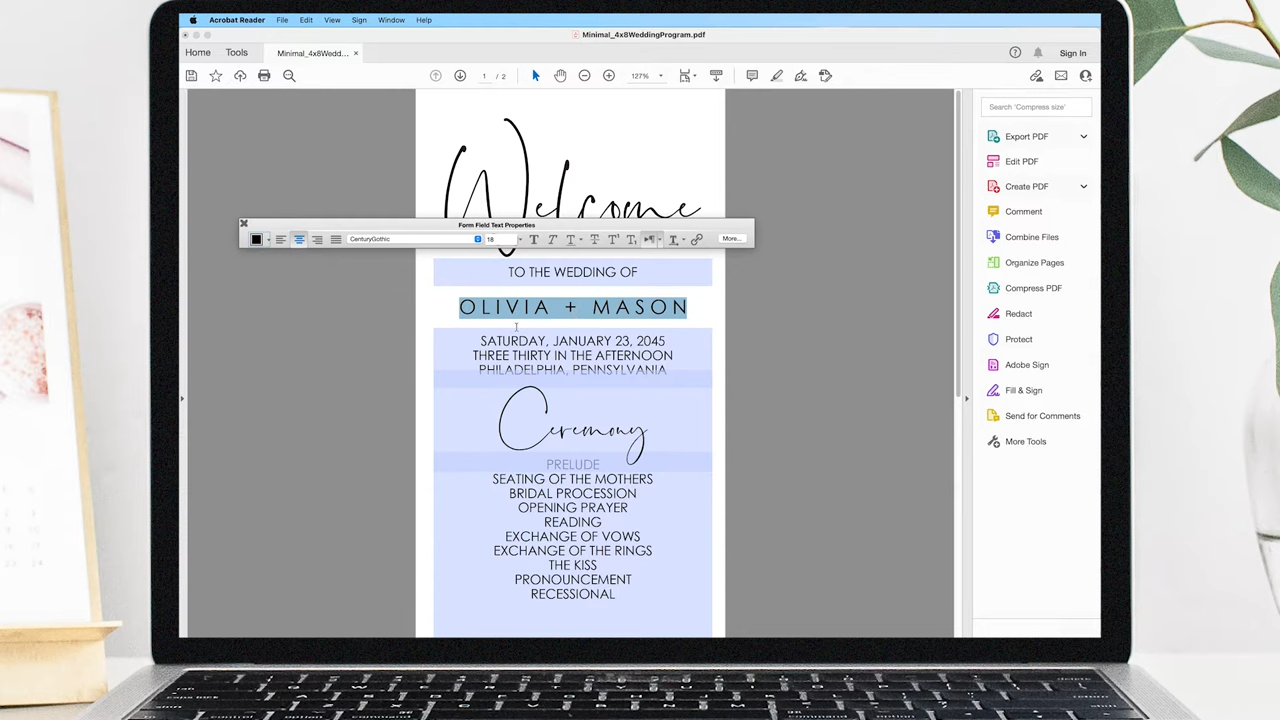 Acrobat Reader File Edit View Sign Window Help
Minimal_4x8WeddingProgram.pdf
Home Tools Minimal_4x8Wedd... × Sign In
1 / 2 127%
Search 'Compress size'
Export PDF
Edit PDF
Create PDF
Comment
Combine Files
Organize Pages
Compress PDF
Redact
Protect
Adobe Sign
Fill & Sign
Send for Comments
More Tools
Welcome
Form Field Text Properties
CenturyGothic 18 More...
TO THE WEDDING OF
OLIVIA + MASON
SATURDAY, JANUARY 23, 2045
THREE THIRTY IN THE AFTERNOON
PHILADELPHIA, PENNSYLVANIA
Ceremony
PRELUDE
SEATING OF THE MOTHERS
BRIDAL PROCESSION
OPENING PRAYER
READING
EXCHANGE OF VOWS
EXCHANGE OF THE RINGS
THE KISS
PRONOUNCEMENT
RECESSIONAL